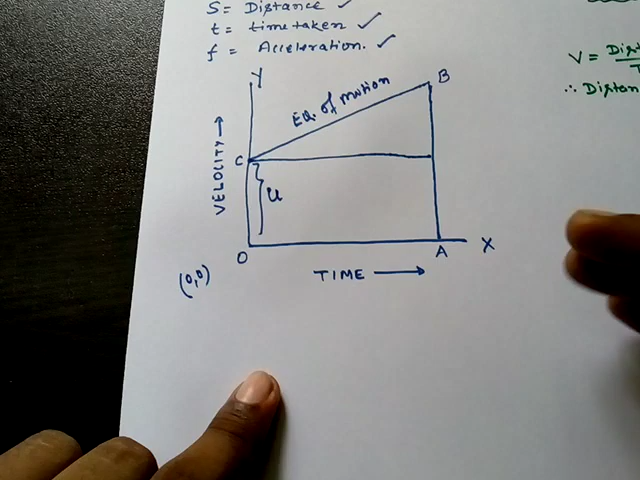 S = Distance ✓
t = time taken ✓
f = Acceleration. ✓
V = Dis
∴ Distan
Y
B
EQ. of motion
C
VELOCITY →
u
O
A
X
(0,0)
TIME →